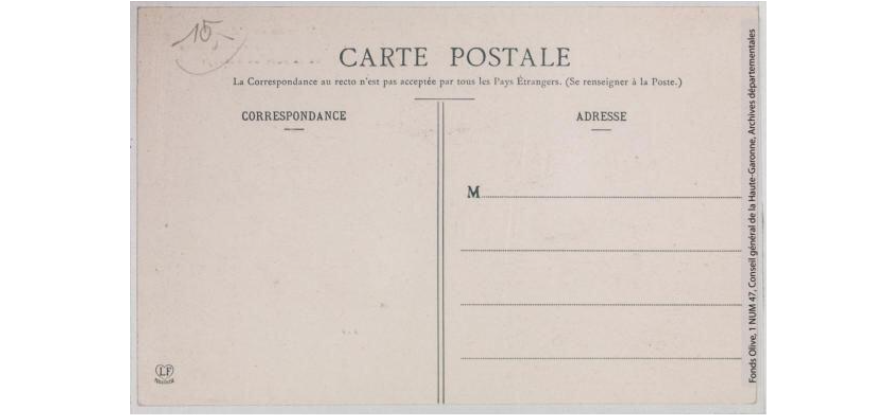 15
CARTE POSTALE
La Correspondance au recto n'est pas acceptée par tous les Pays Étrangers. (Se renseigner à la Poste.)
CORRESPONDANCE
ADRESSE
M
LF
Fonds Olive, 1 NUM 47, Conseil général de la Haute-Garonne, Archives départementales